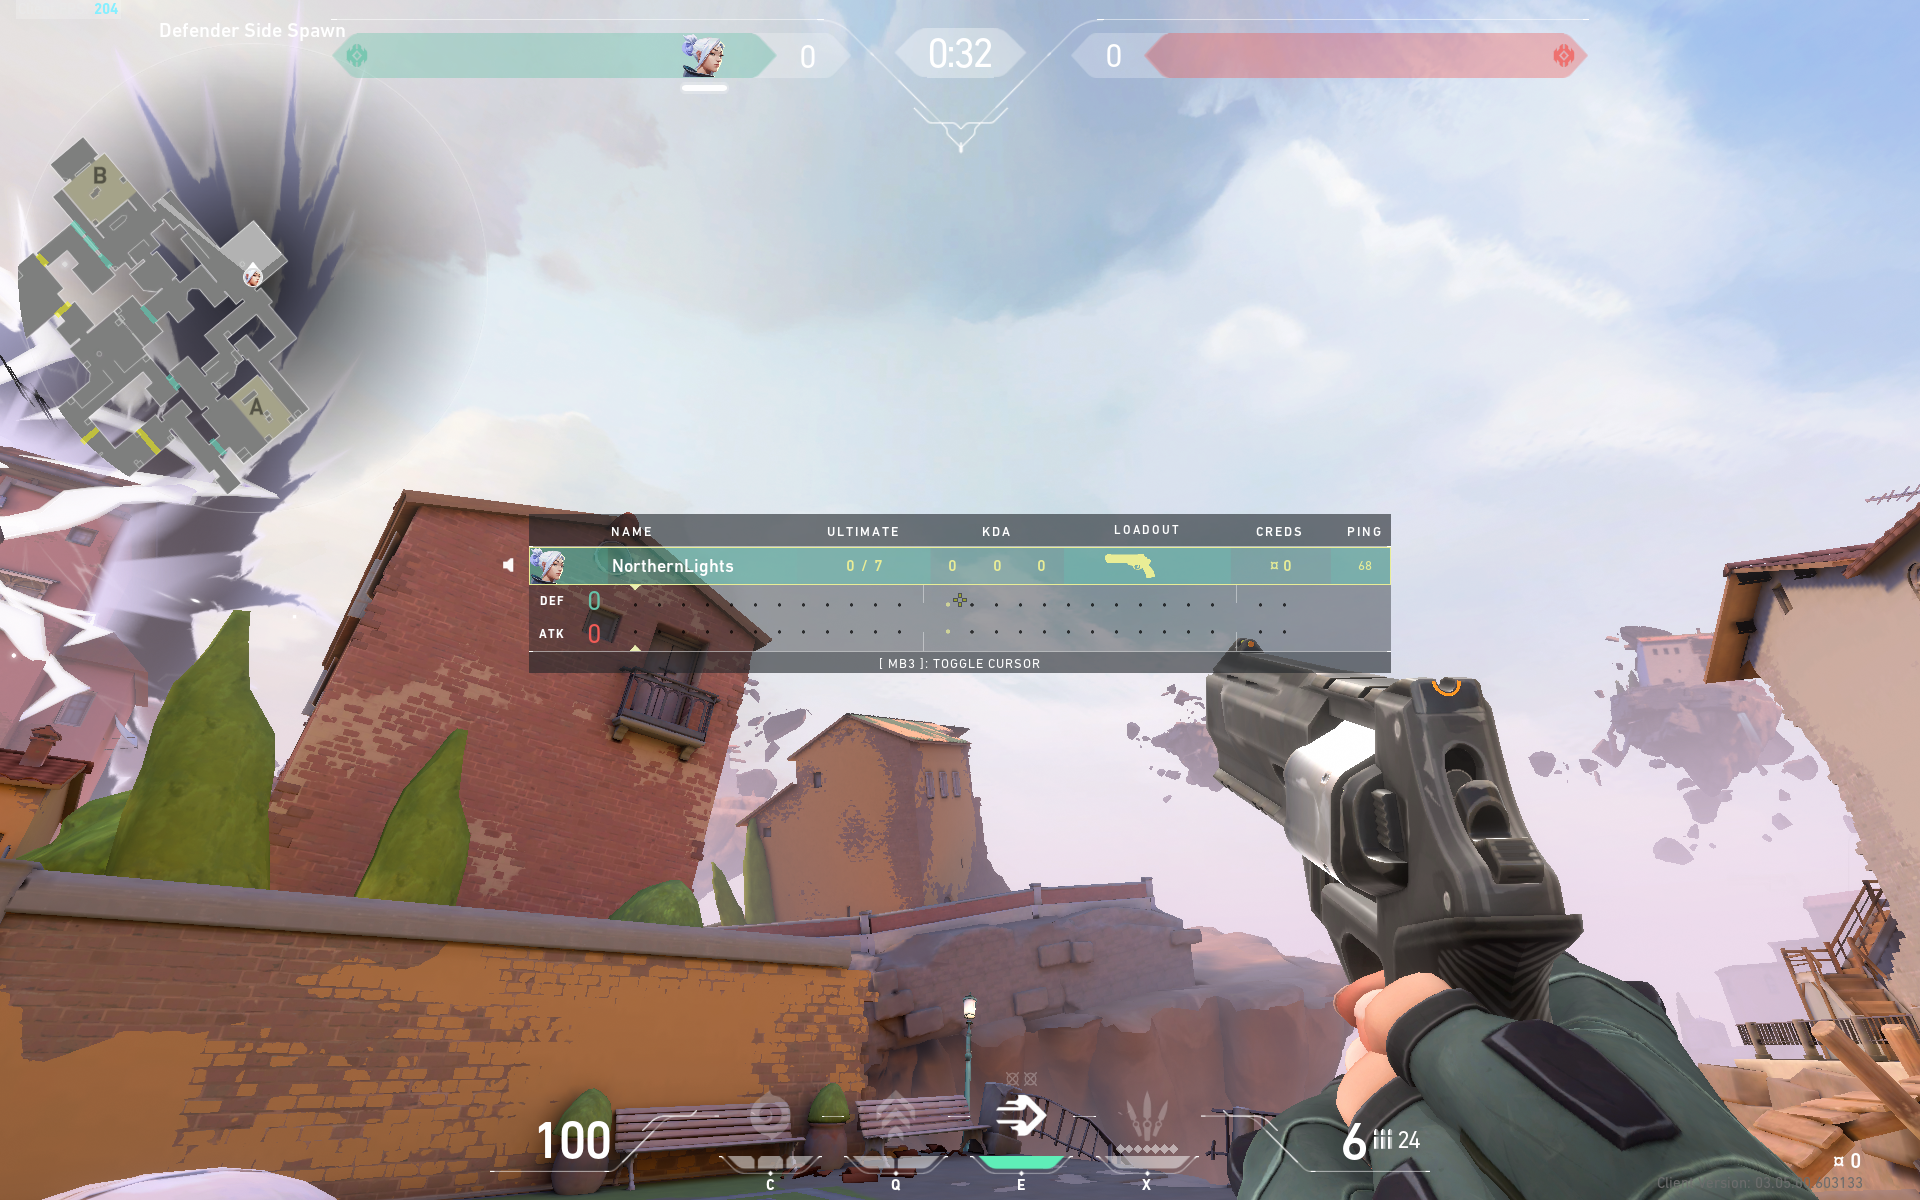 204
Defender Side Spawn
0
0:32
0
B
A
NAME ULTIMATE KDA LOADOUT CREDS PING
NorthernLights 0 / 7 0 0 0 ¤ 0 68
DEF 0
ATK 0
[ MB3 ]: TOGGLE CURSOR
100
6 24
C Q E X
¤ 0